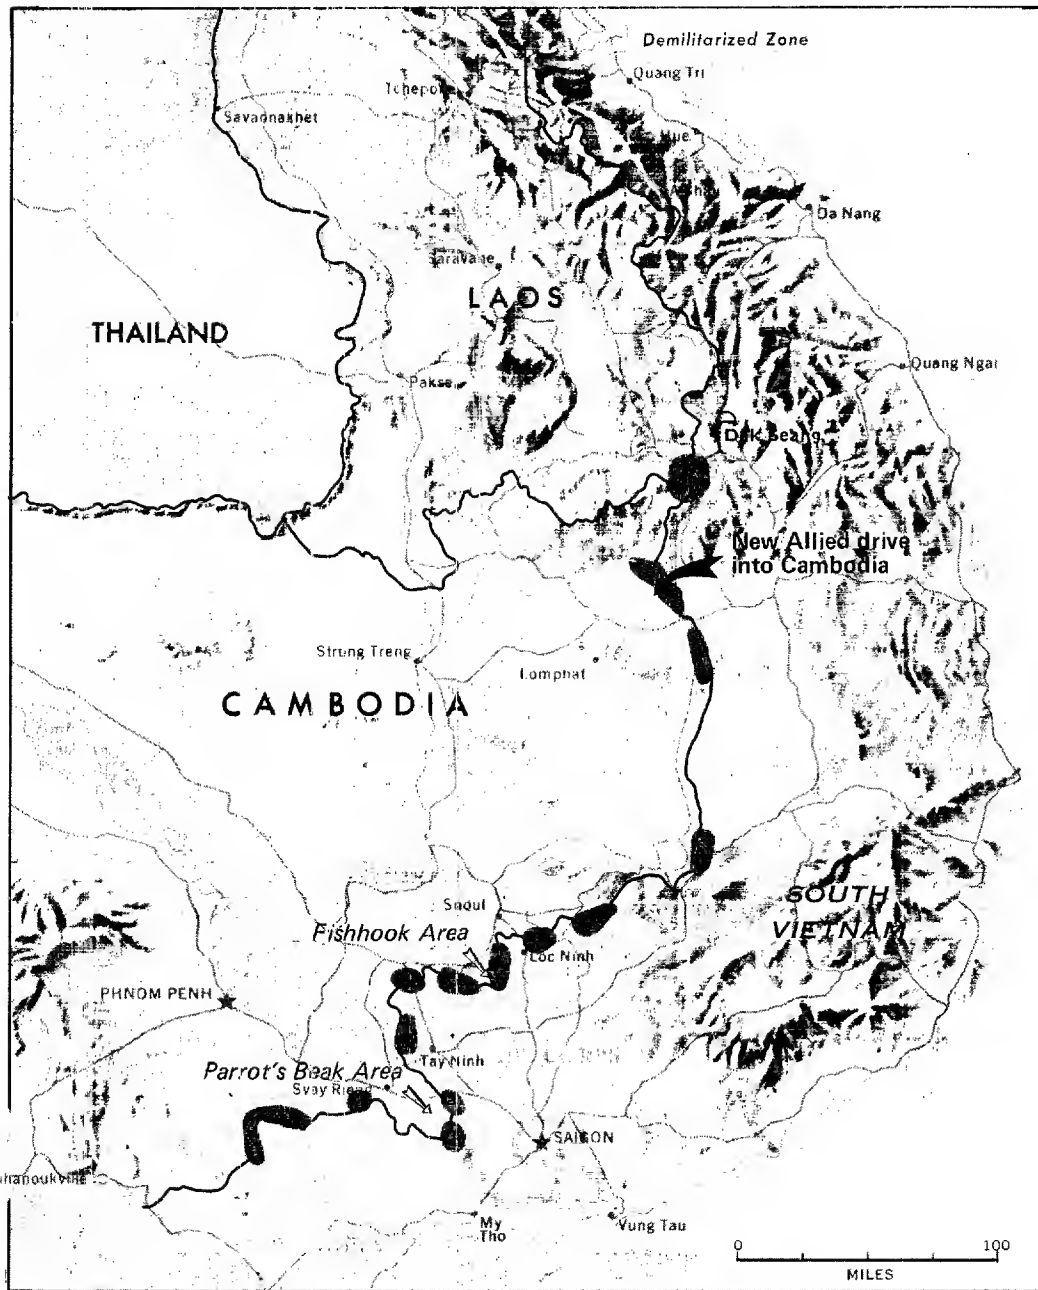 Demilitarized Zone
Quang Tri
Tchepone
Savannakhet
Hue
Da Nang
Saravane
LAOS
THAILAND
Quang Ngai
Pakse
Dak Seang
New Allied drive
into Cambodia
Strung Treng
Lomphat
CAMBODIA
SOUTH
VIETNAM
Snoul
Fishhook Area
Loc Ninh
PHNOM PENH
Tay Ninh
Parrot's Beak Area
Svay Rieng
SAIGON
hanoukville
My
Tho
Vung Tau
0
100
MILES